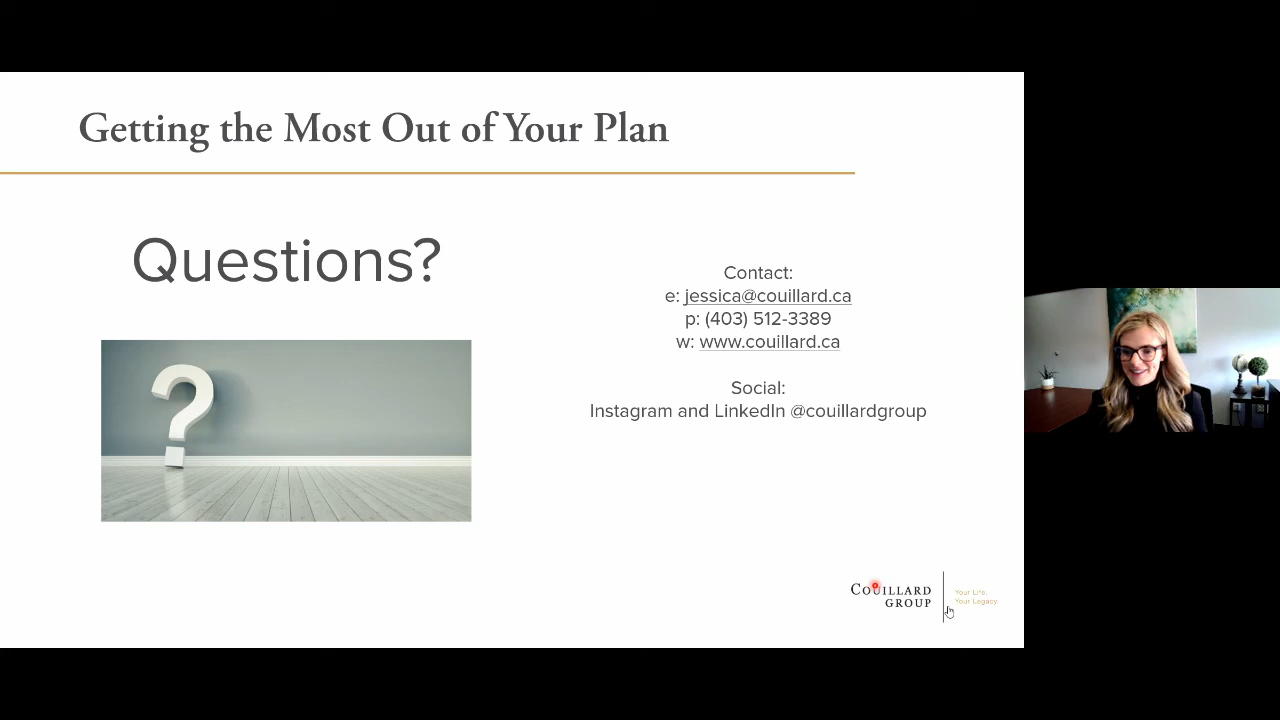 Getting the Most Out of Your Plan
Questions?
Contact:
e: jessica@couillard.ca
p: (403) 512-3389
w: www.couillard.ca
Social:
Instagram and LinkedIn @couillardgroup
COUILLARD
GROUP
Your Life.
Your Legacy.